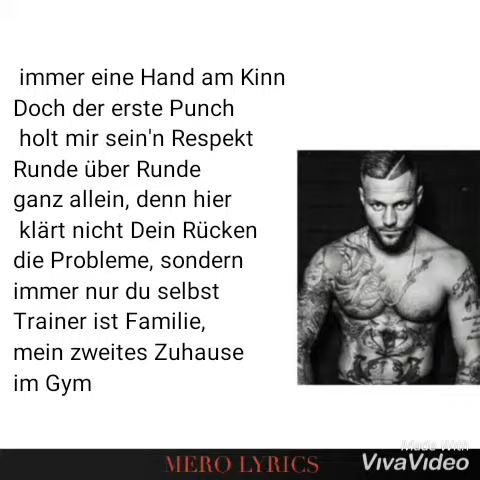 immer eine Hand am Kinn
Doch der erste Punch
holt mir sein'n Respekt
Runde über Runde
ganz allein, denn hier
klärt nicht Dein Rücken
die Probleme, sondern
immer nur du selbst
Trainer ist Familie,
mein zweites Zuhause
im Gym
Made With
VivaVideo
MERO LYRICS